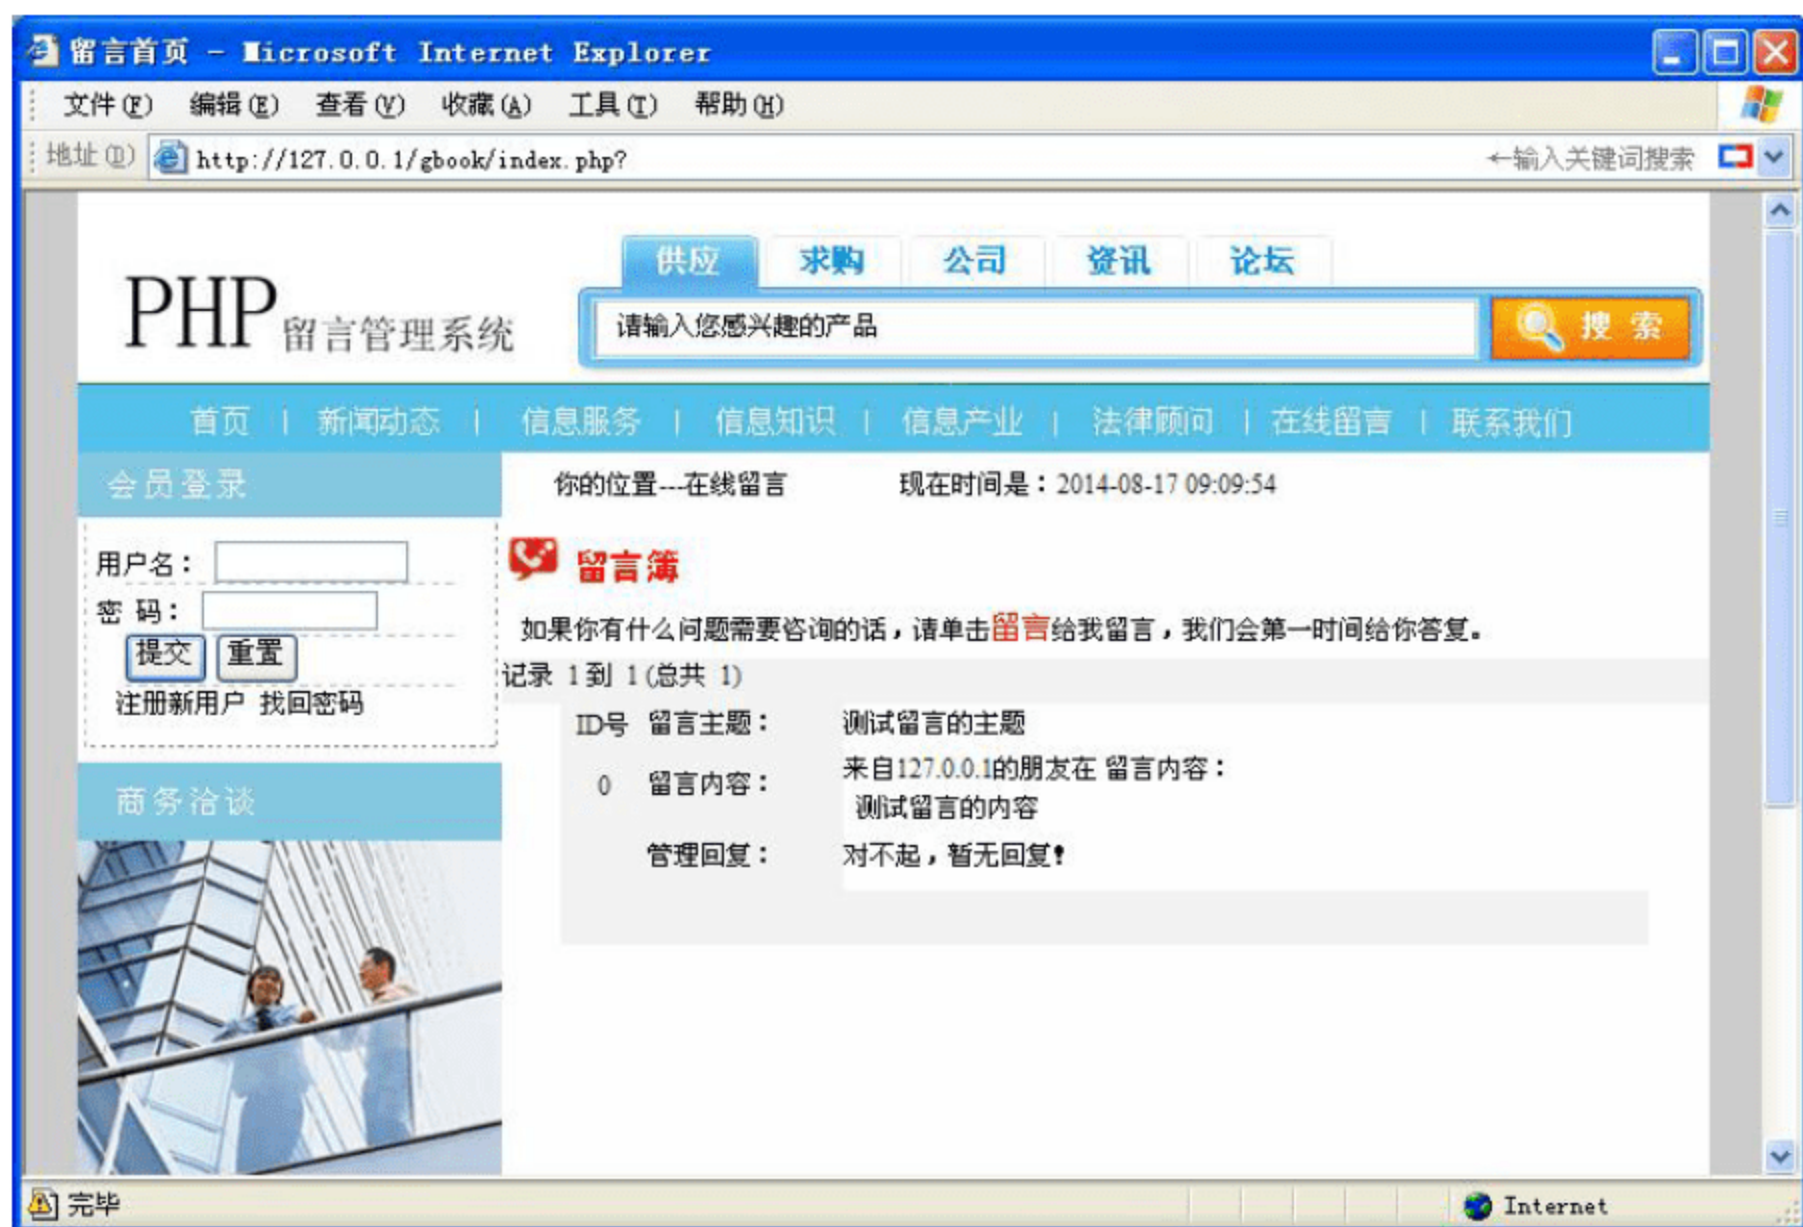 留言首页 - Microsoft Internet Explorer
文件(F) 编辑(E) 查看(V) 收藏(A) 工具(T) 帮助(H)
地址(D) http://127.0.0.1/gbook/index.php? ←输入关键词搜索
供应 求购 公司 资讯 论坛
PHP留言管理系统
请输入您感兴趣的产品 搜索
首页 | 新闻动态 | 信息服务 | 信息知识 | 信息产业 | 法律顾问 | 在线留言 | 联系我们
会员登录
你的位置---在线留言 现在时间是：2014-08-17 09:09:54
用户名：
密 码：
提交 重置
注册新用户 找回密码
商务洽谈
留言簿
如果你有什么问题需要咨询的话，请单击留言给我留言，我们会第一时间给你答复。
记录 1 到 1 (总共 1)
ID号 留言主题： 测试留言的主题
0 留言内容： 来自127.0.0.1的朋友在 留言内容：
测试留言的内容
管理回复： 对不起，暂无回复！
完毕 Internet